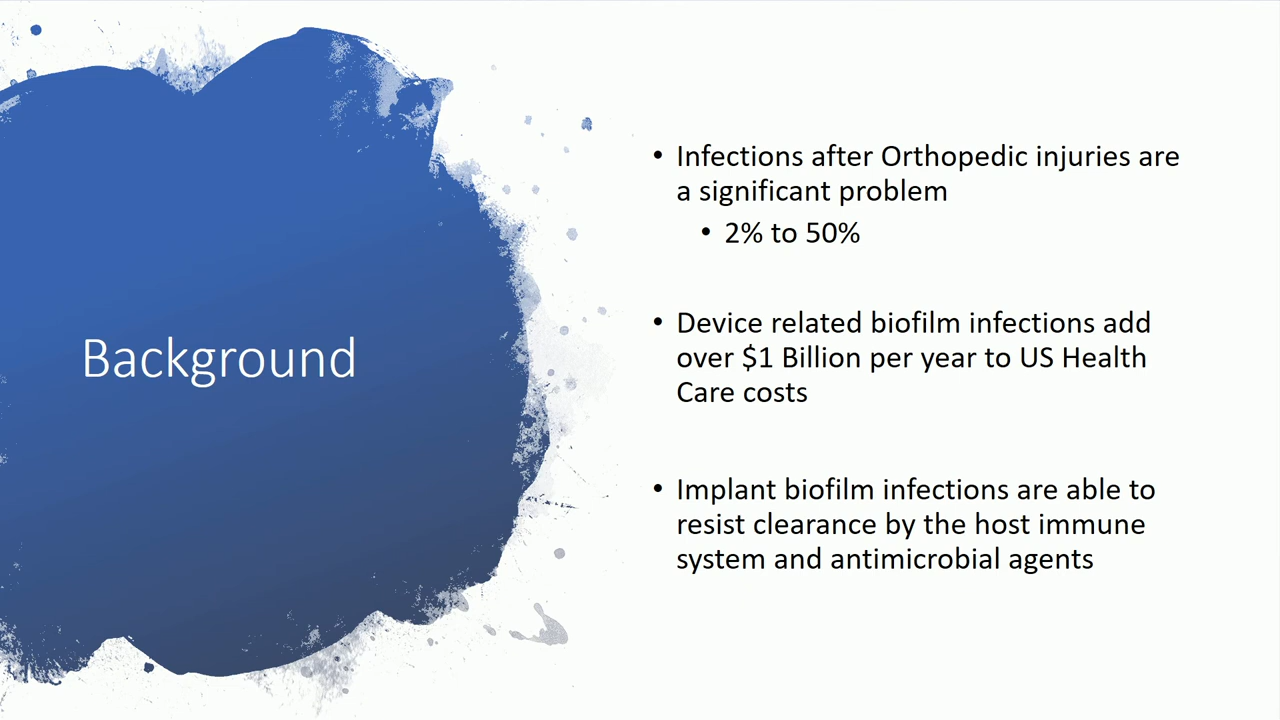 Background
• Infections after Orthopedic injuries are
a significant problem
• 2% to 50%
• Device related biofilm infections add
over $1 Billion per year to US Health
Care costs
• Implant biofilm infections are able to
resist clearance by the host immune
system and antimicrobial agents